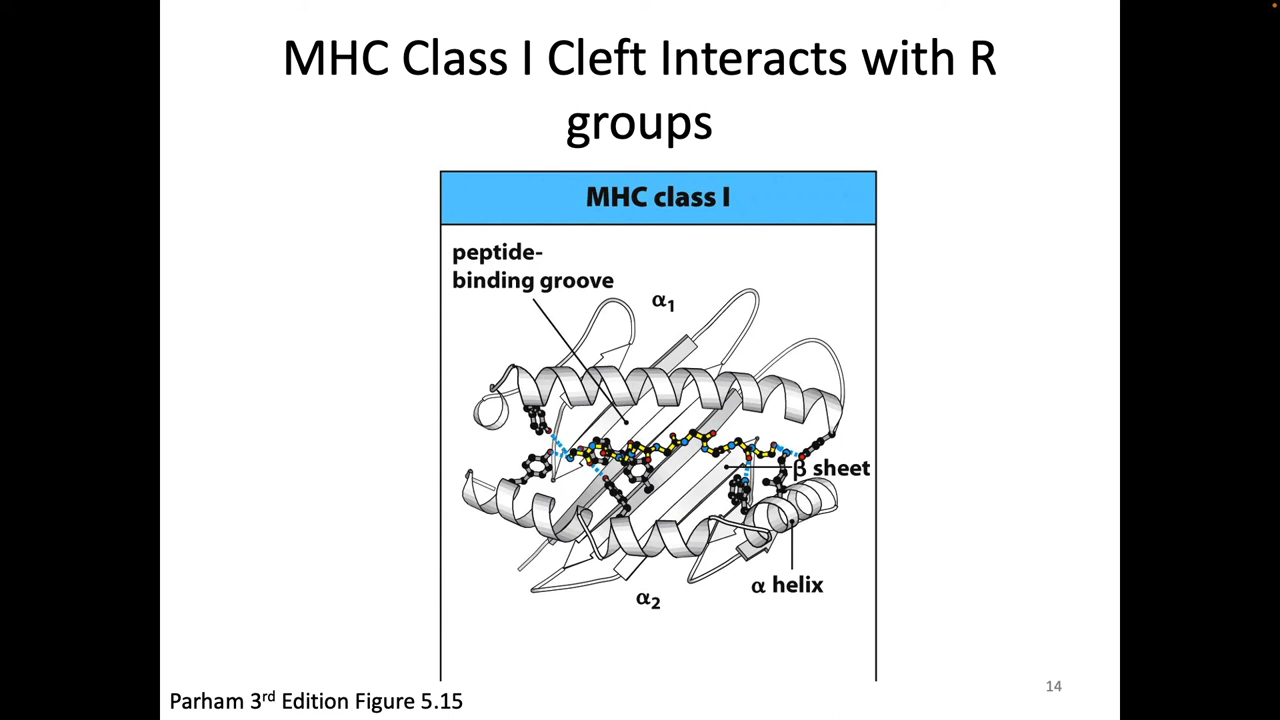 MHC Class I Cleft Interacts with R
groups
MHC class I
peptide-
binding groove
α₁
β sheet
α helix
α₂
Parham 3rd Edition Figure 5.15
14